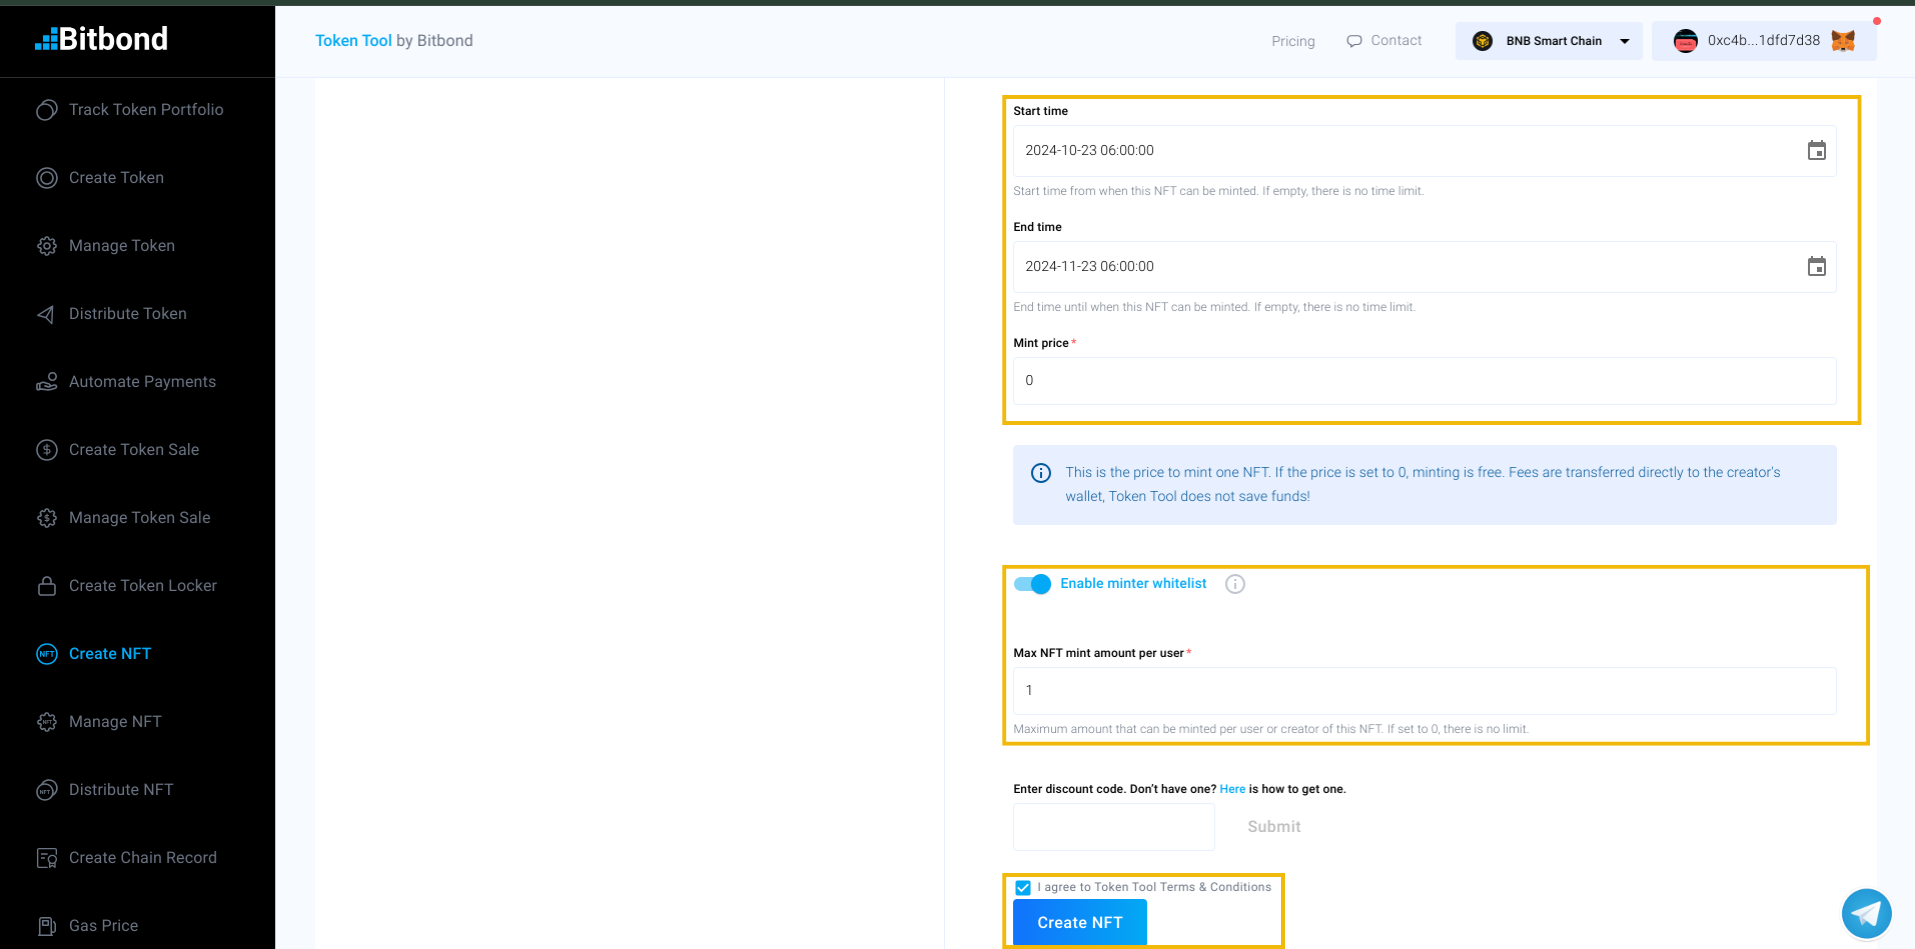 Bitbond
Token Tool by Bitbond
Pricing
Contact
BNB Smart Chain
0xc4b...1dfd7d38
Track Token Portfolio
Create Token
Manage Token
Distribute Token
Automate Payments
Create Token Sale
Manage Token Sale
Create Token Locker
NFT Create NFT
NFT Manage NFT
NFT Distribute NFT
Create Chain Record
Gas Price
Start time
2024-10-23 06:00:00
Start time from when this NFT can be minted. If empty, there is no time limit.
End time
2024-11-23 06:00:00
End time until when this NFT can be minted. If empty, there is no time limit.
Mint price *
0
This is the price to mint one NFT. If the price is set to 0, minting is free. Fees are transferred directly to the creator's
wallet, Token Tool does not save funds!
Enable minter whitelist
Max NFT mint amount per user *
1
Maximum amount that can be minted per user or creator of this NFT. If set to 0, there is no limit.
Enter discount code. Don't have one? Here is how to get one.
Submit
I agree to Token Tool Terms & Conditions
Create NFT